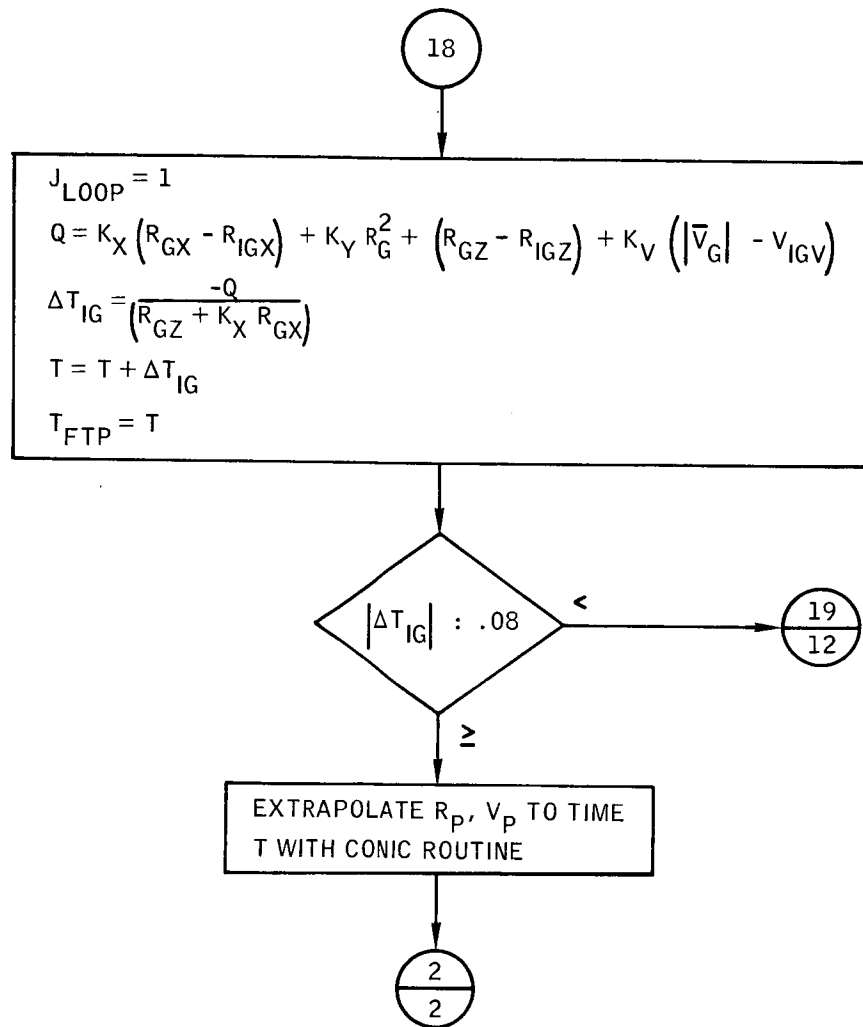 18
J_LOOP = 1
Q = K_X (R_GX - R_IGX) + K_Y R_G^2 + (R_GZ - R_IGZ) + K_V (|V̅_G| - V_IGV)
ΔT_IG = -Q / (R_GZ + K_X R_GX)
T = T + ΔT_IG
T_FTP = T
|ΔT_IG| : .08
<
19
12
≥
EXTRAPOLATE R_P, V_P TO TIME
T WITH CONIC ROUTINE
2
2